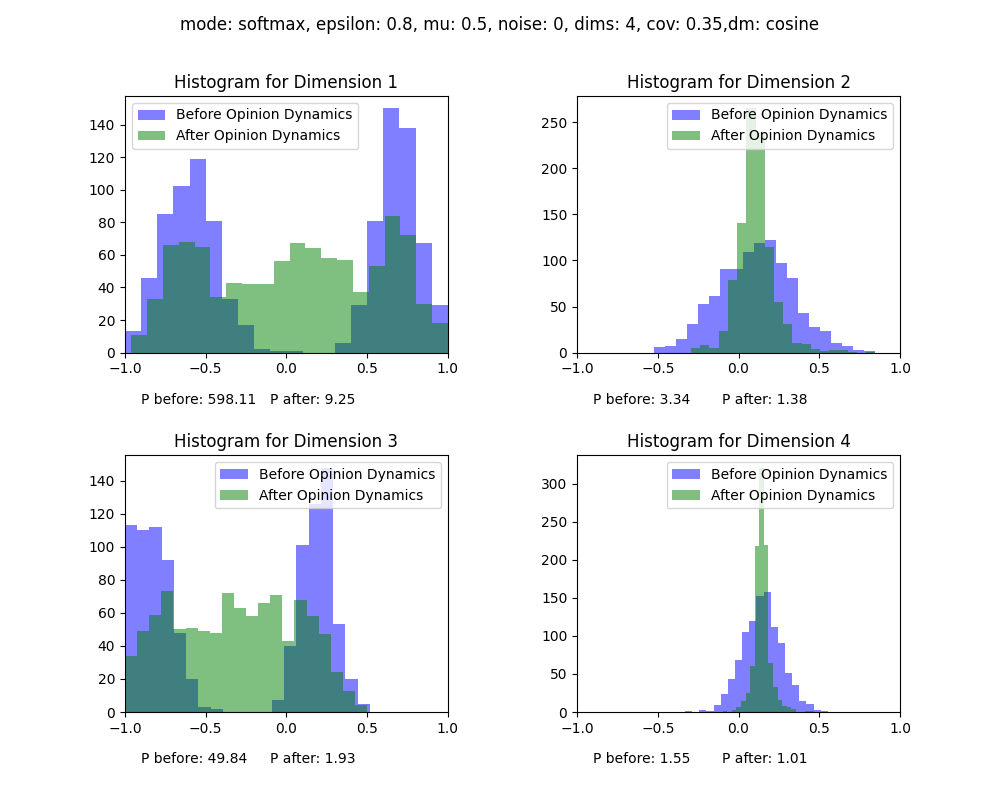 mode: softmax, epsilon: 0.8, mu: 0.5, noise: 0, dims: 4, cov: 0.35,dm: cosine
Histogram for Dimension 1
Before Opinion Dynamics
After Opinion Dynamics
140
120
100
80
60
40
20
0
−1.0 −0.5 0.0 0.5 1.0
P before: 598.11 P after: 9.25
Histogram for Dimension 2
Before Opinion Dynamics
After Opinion Dynamics
250
200
150
100
50
0
−1.0 −0.5 0.0 0.5 1.0
P before: 3.34 P after: 1.38
Histogram for Dimension 3
Before Opinion Dynamics
After Opinion Dynamics
140
120
100
80
60
40
20
0
−1.0 −0.5 0.0 0.5 1.0
P before: 49.84 P after: 1.93
Histogram for Dimension 4
Before Opinion Dynamics
After Opinion Dynamics
300
250
200
150
100
50
0
−1.0 −0.5 0.0 0.5 1.0
P before: 1.55 P after: 1.01